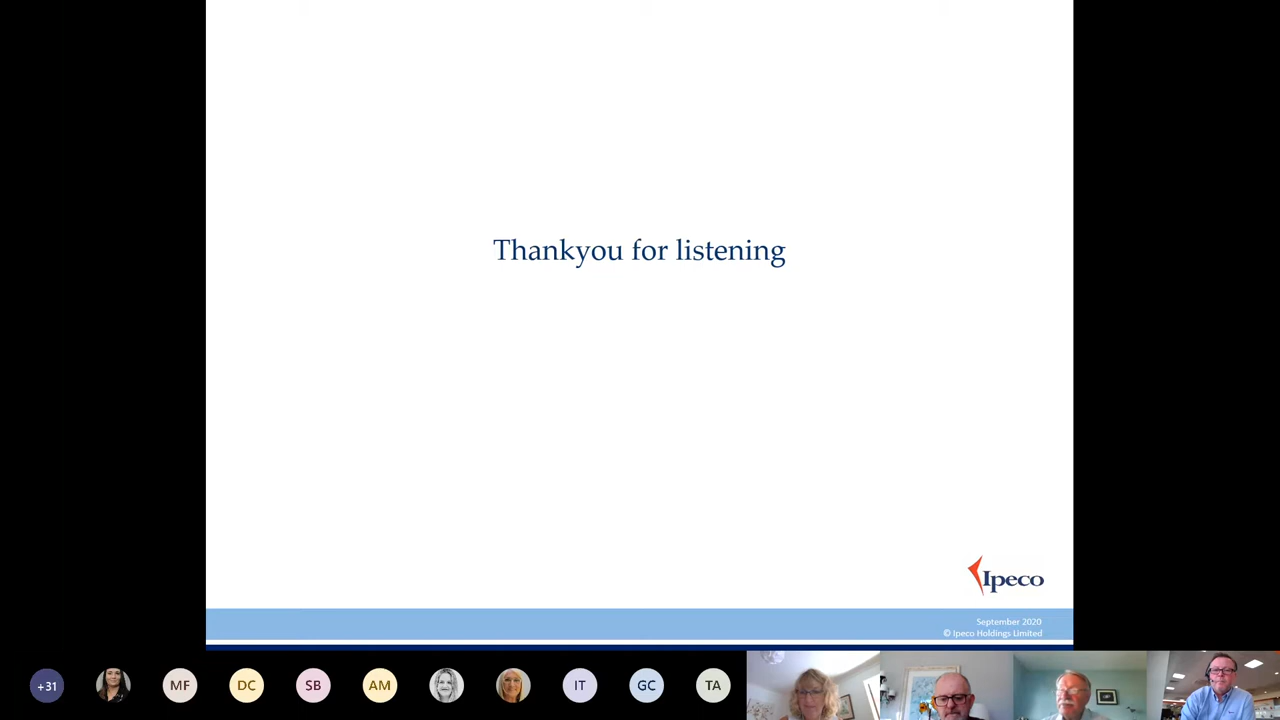 Thankyou for listening
Ipeco
September 2020
© Ipeco Holdings Limited
+31
MF
DC
SB
AM
IT
GC
TA